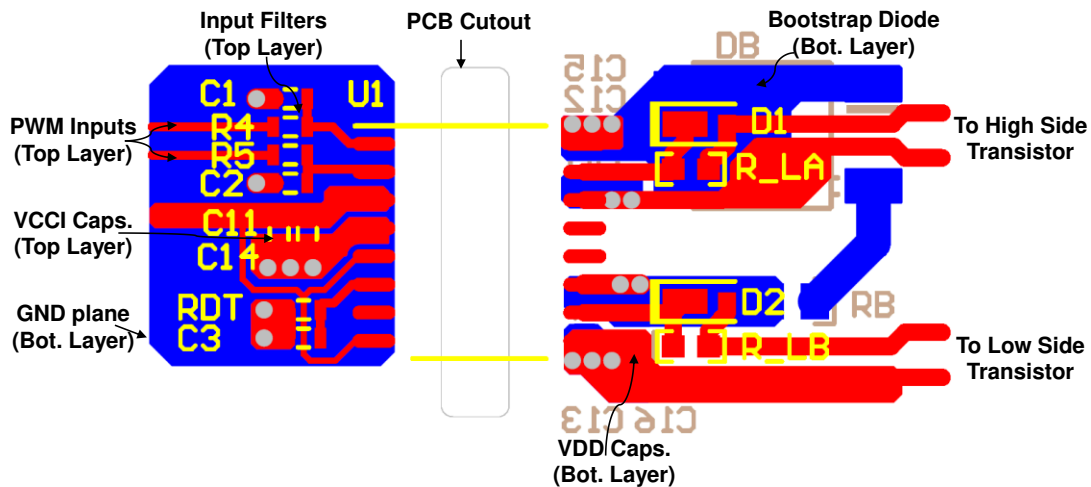 Input Filters
(Top Layer)
PCB Cutout
Bootstrap Diode
(Bot. Layer)
DB
C15
C12
C1
U1
PWM Inputs
(Top Layer)
R4
R5
C2
D1
R_LA
To High Side
Transistor
VCCI Caps.
(Top Layer)
C11
C14
GND plane
(Bot. Layer)
RDT
C3
D2
RB
R_LB
To Low Side
Transistor
C16
C13
VDD Caps.
(Bot. Layer)